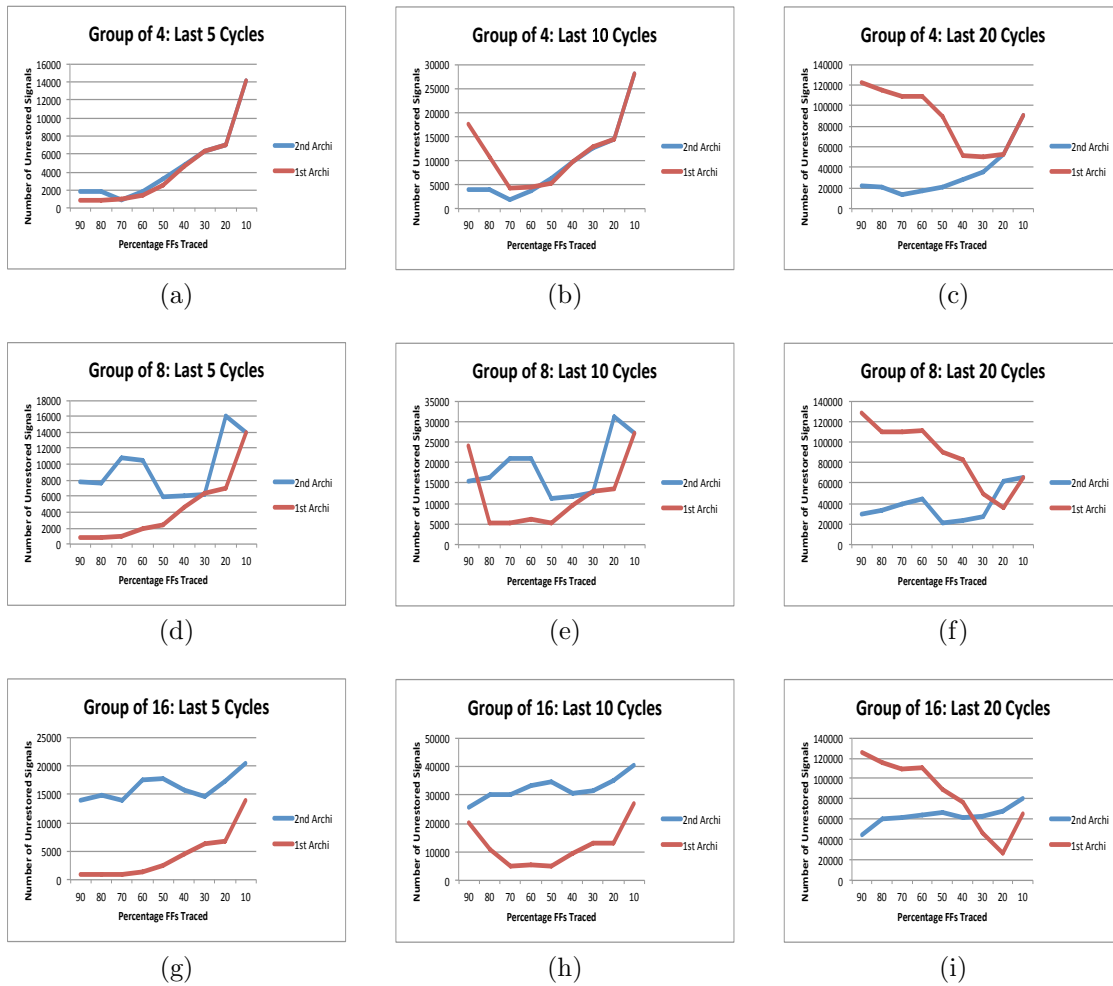 Group of 4: Last 5 Cycles
Number of Unrestored Signals
16000
14000
12000
10000
8000
6000
4000
2000
0
90 80 70 60 50 40 30 20 10
Percentage FFs Traced
2nd Archi
1st Archi
(a)
Group of 4: Last 10 Cycles
Number of Unrestored Signals
30000
25000
20000
15000
10000
5000
0
90 80 70 60 50 40 30 20 10
Percentage FFs Traced
2nd Archi
1st Archi
(b)
Group of 4: Last 20 Cycles
Number of Unrestored Signals
140000
120000
100000
80000
60000
40000
20000
0
90 80 70 60 50 40 30 20 10
Percentage FFs Traced
2nd Archi
1st Archi
(c)
Group of 8: Last 5 Cycles
Number of Unrestored Signals
18000
16000
14000
12000
10000
8000
6000
4000
2000
0
90 80 70 60 50 40 30 20 10
Percentage FFs Traced
2nd Archi
1st Archi
(d)
Group of 8: Last 10 Cycles
Number of Unrestored Signals
35000
30000
25000
20000
15000
10000
5000
0
90 80 70 60 50 40 30 20 10
Percentage FFs Traced
2nd Archi
1st Archi
(e)
Group of 8: Last 20 Cycles
Number of Unrestored Signals
140000
120000
100000
80000
60000
40000
20000
0
90 80 70 60 50 40 30 20 10
Percentage FFs Traced
2nd Archi
1st Archi
(f)
Group of 16: Last 5 Cycles
Number of Unrestored Signals
25000
20000
15000
10000
5000
0
90 80 70 60 50 40 30 20 10
Percentage FFs Traced
2nd Archi
1st Archi
(g)
Group of 16: Last 10 Cycles
Number of Unrestored Signals
50000
40000
30000
20000
10000
0
90 80 70 60 50 40 30 20 10
Percentage FFs Traced
2nd Archi
1st Archi
(h)
Group of 16: Last 20 Cycles
Number of Unrestored Signals
140000
120000
100000
80000
60000
40000
20000
0
90 80 70 60 50 40 30 20 10
Percentage FFs Traced
2nd Archi
1st Archi
(i)